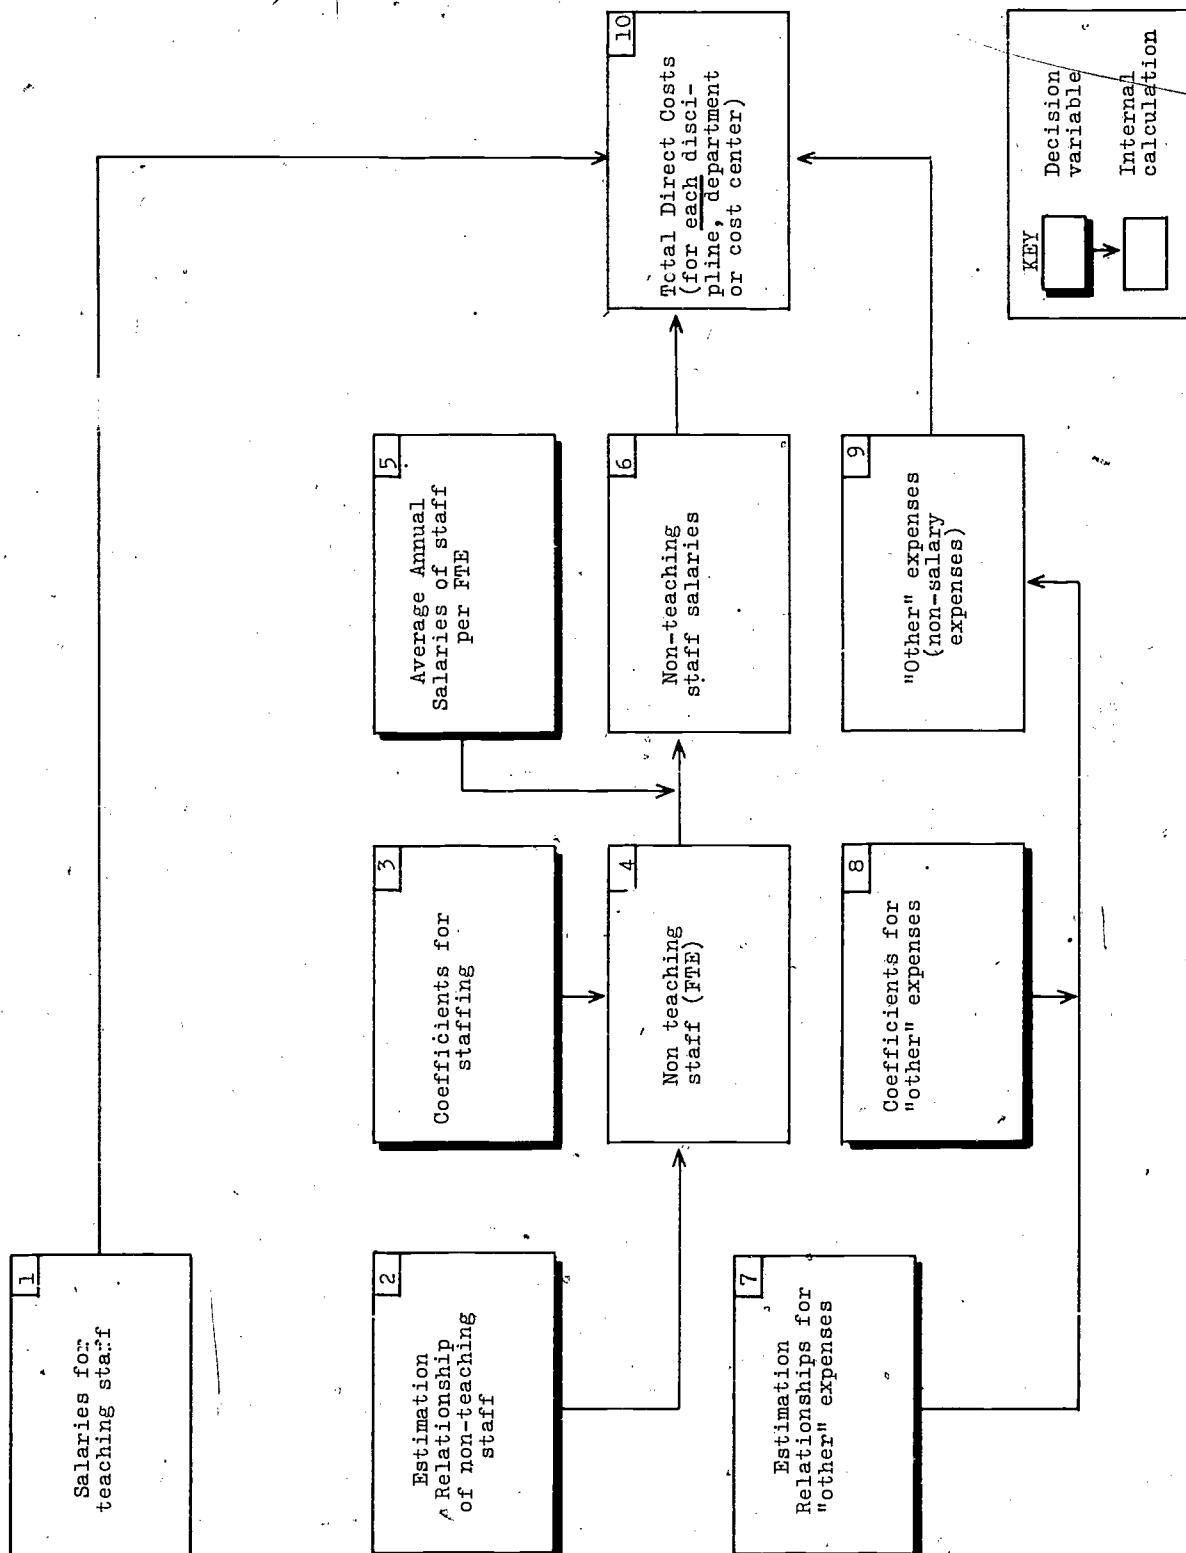 1
Salaries for
teaching staff
2
Estimation
Relationship
of non-teaching
staff
3
Coefficients for
staffing
4
Non teaching
staff (FTE)
5
Average Annual
Salaries of staff
per FTE
6
Non-teaching
staff salaries
7
Estimation
Relationships for
"other" expenses
8
Coefficients for
"other" expenses
9
"Other" expenses
(non-salary
expenses)
10
Total Direct Costs
(for each disci-
pline, department
or cost center)
KEY
Decision
variable
Internal
calculation